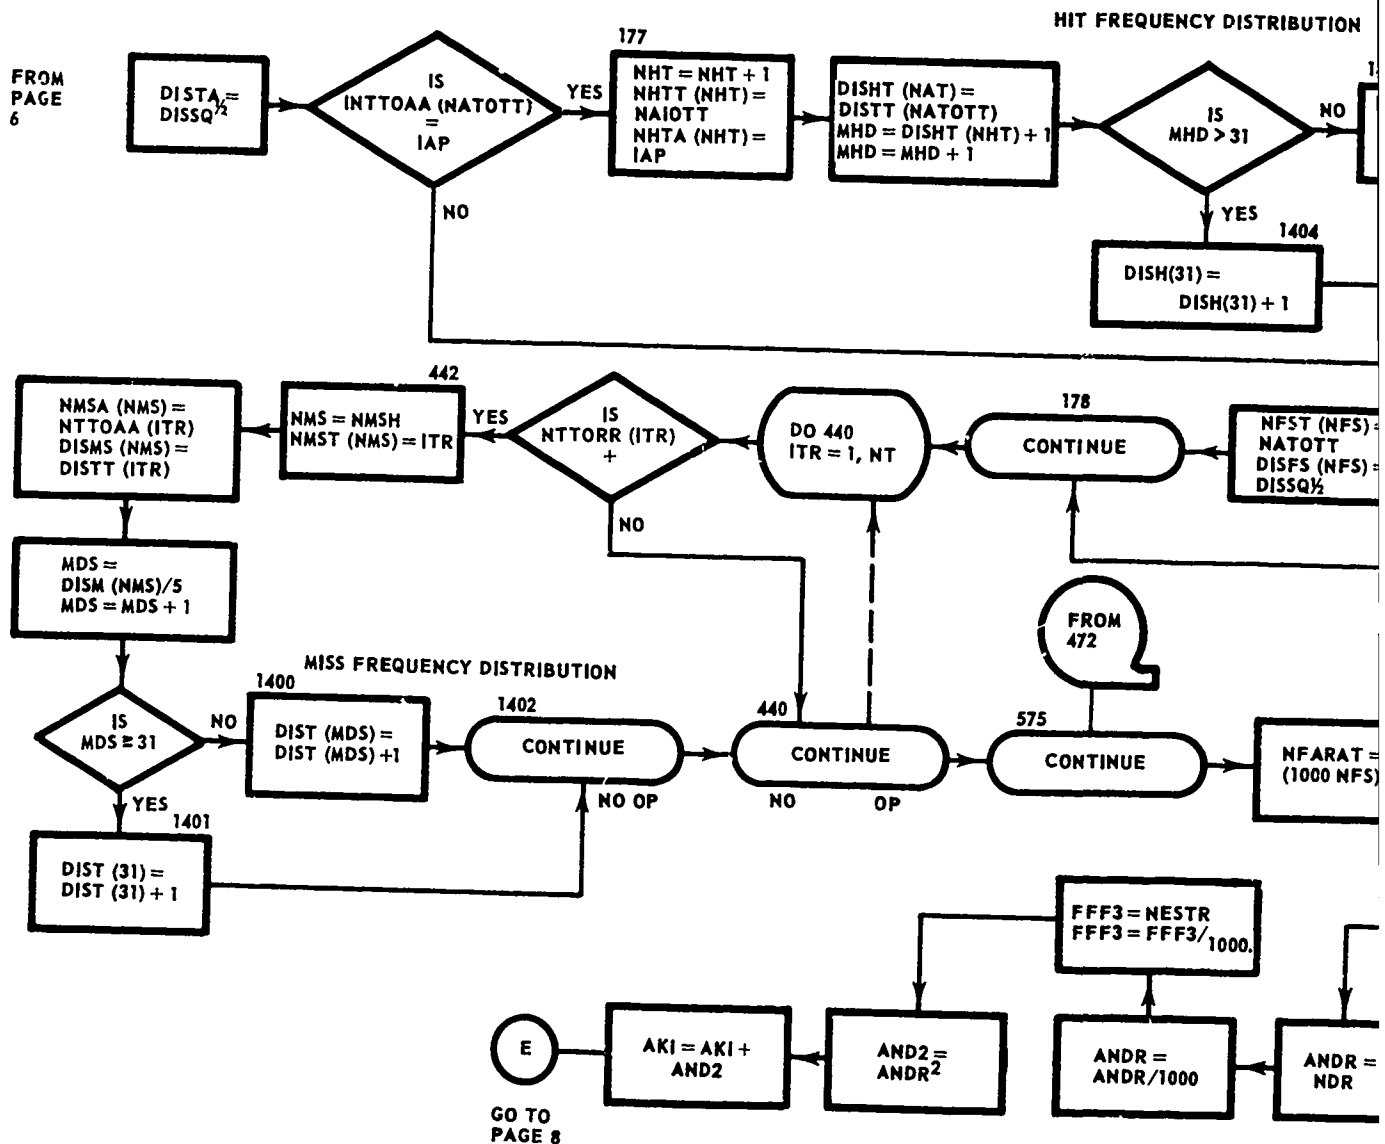 HIT FREQUENCY DISTRIBUTION
FROM
PAGE
6
DISTA =
DISSQ½
IS
INTTOAA (NATOTT)
=
IAP
YES
NO
177
NHT = NHT + 1
NHTT (NHT) =
NAIOTT
NHTA (NHT) =
IAP
DISHT (NAT) =
DISTT (NATOTT)
MHD = DISHT (NHT) + 1
MHD = MHD + 1
IS
MHD > 31
NO
YES
1404
DISH(31) =
DISH(31) + 1
NFST (NFS) =
NATOTT
DISFS (NFS) =
DISSQ½
178
CONTINUE
DO 440
ITR = 1, NT
IS
NTTORR (ITR)
+
YES
NO
442
NMS = NMSH
NMST (NMS) = ITR
NMSA (NMS) =
NTTOAA (ITR)
DISMS (NMS) =
DISTT (ITR)
MDS =
DISM (NMS)/5
MDS = MDS + 1
IS
MDS ≥ 31
NO
YES
MISS FREQUENCY DISTRIBUTION
1400
DIST (MDS) =
DIST (MDS) +1
1401
DIST (31) =
DIST (31) + 1
1402
CONTINUE
NO OP
440
CONTINUE
NO OP
FROM
472
575
CONTINUE
NFARAT =
(1000 NFS)
ANDR =
NDR
ANDR =
ANDR/1000
FFF3 = NESTR
FFF3 = FFF3/1000.
AND2 =
ANDR²
AKI = AKI +
AND2
E
GO TO
PAGE 8